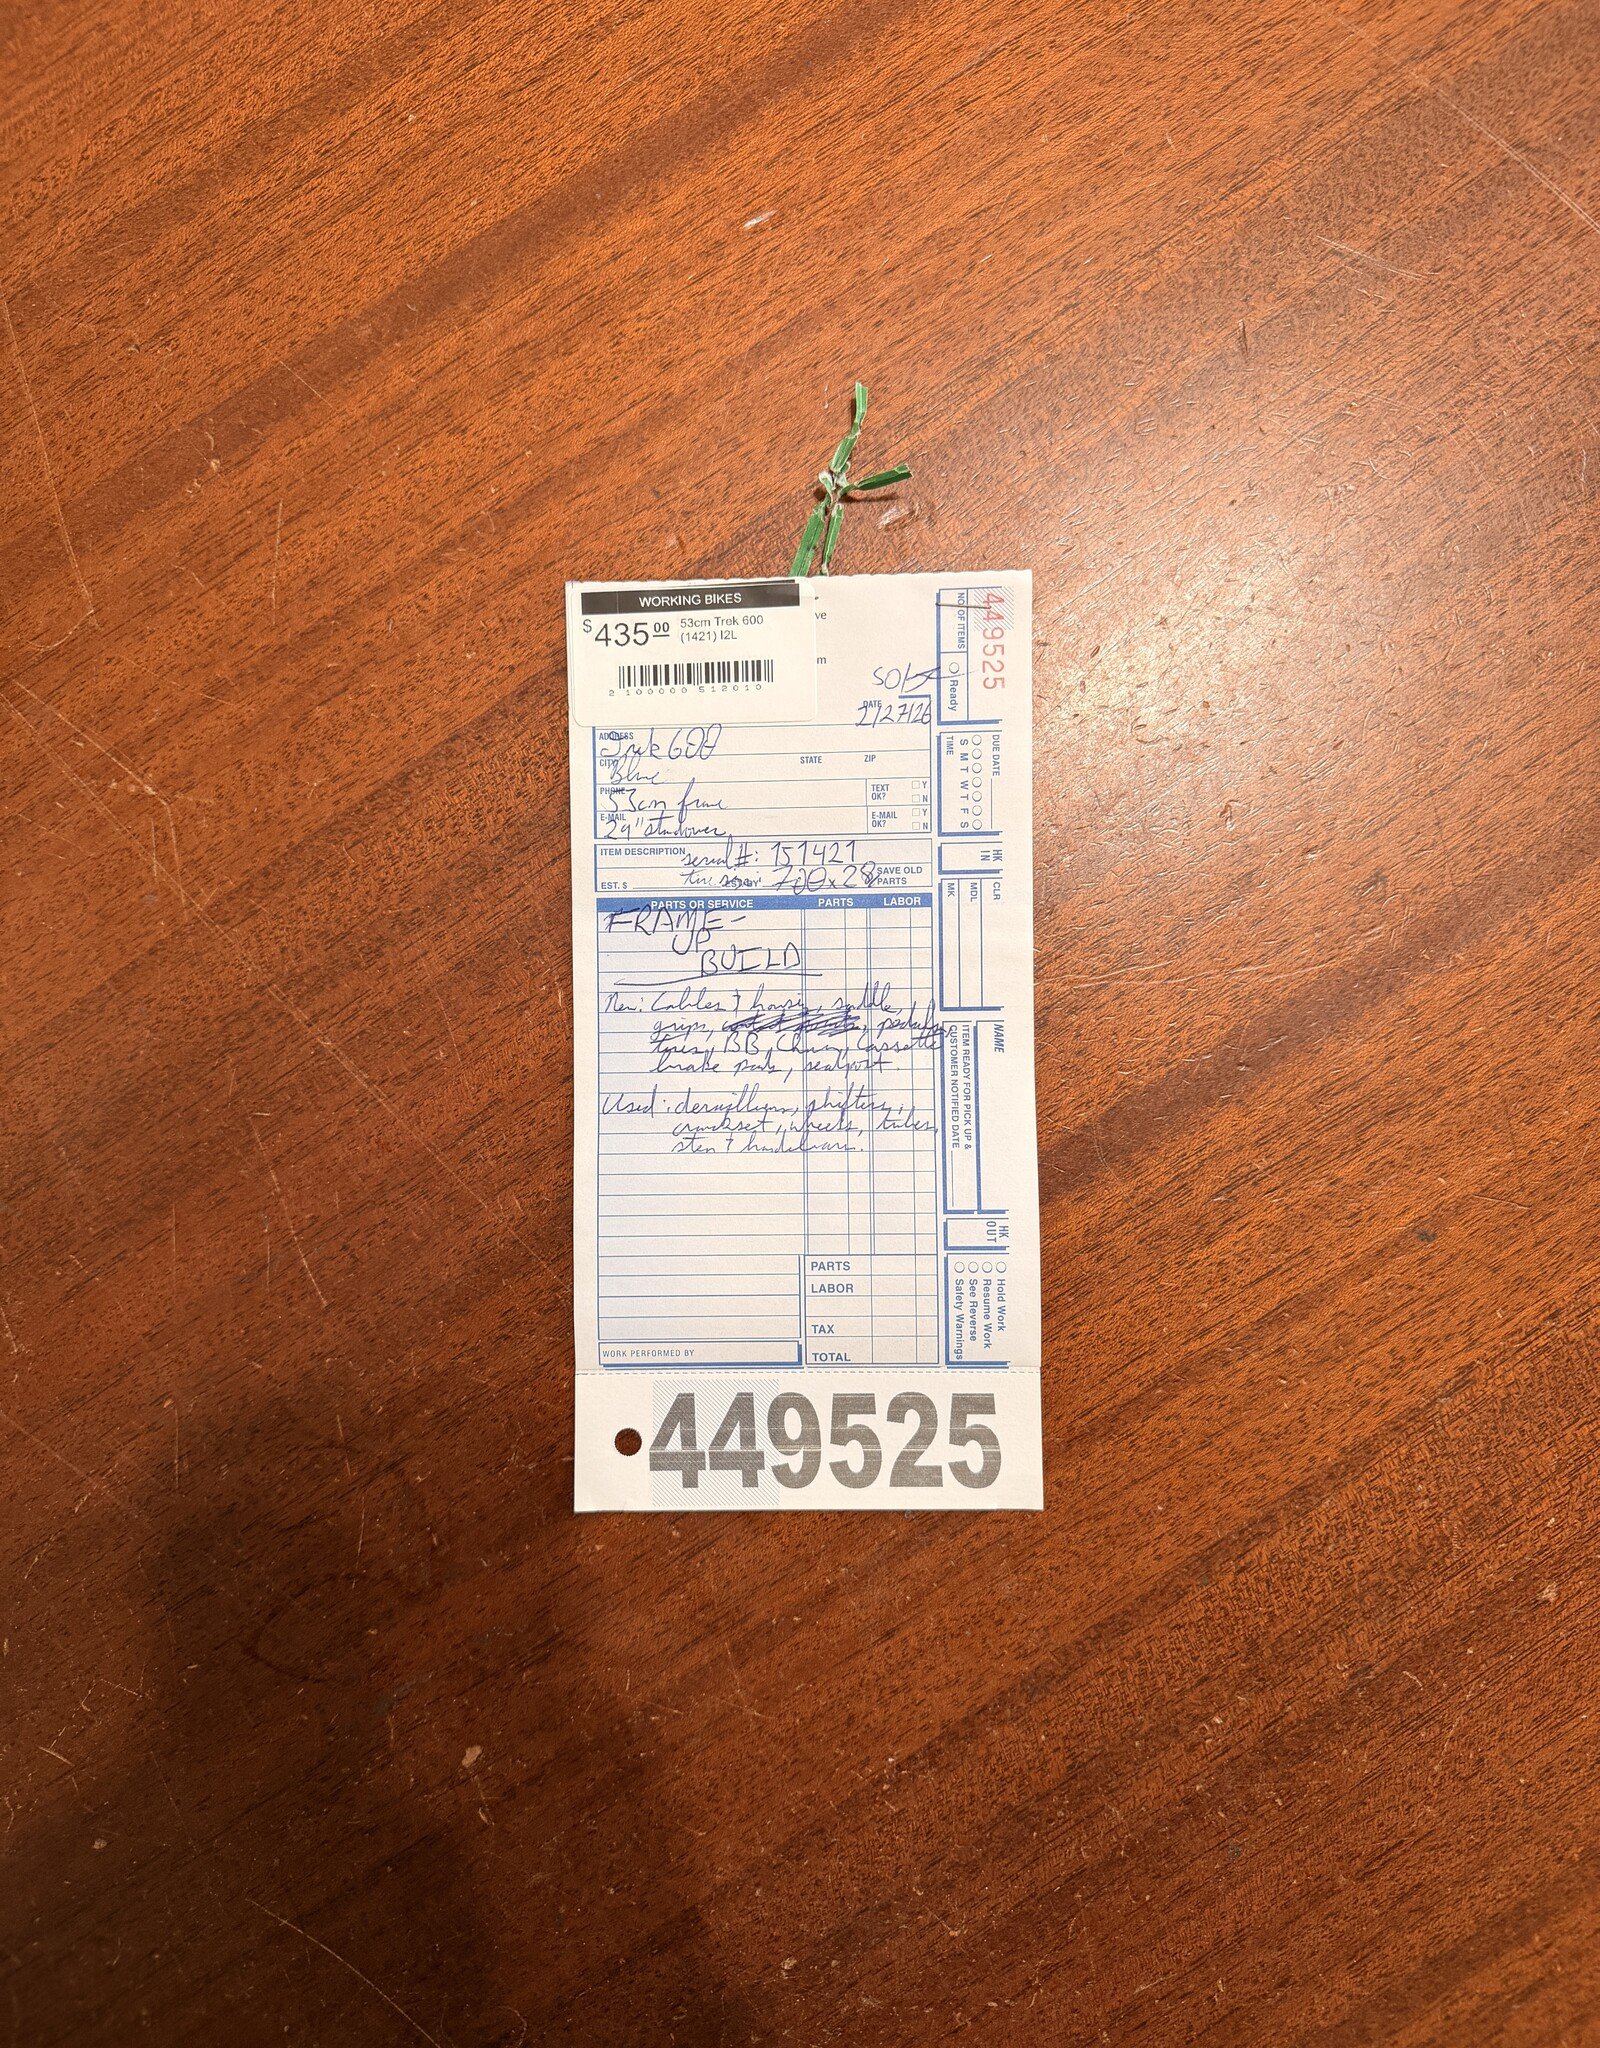 WORKING BIKES
$435.00 53cm Trek 600
(1421) I2L
2 100000 512010
ve
m
DATE
2/27/26
ADDRESS
Trek 600
CITY STATE ZIP
Blue
PHONE
53cm frame
TEXT OK? Y N
E-MAIL
29" standover
E-MAIL OK? Y N
ITEM DESCRIPTION serial #: 151421
EST. $ tire size: 700x28 SAVE OLD PARTS
PARTS OR SERVICE PARTS LABOR
FRAME-
UP
BUILD
New: Cables & housing, saddle,
grips, pedals,
tires, BB, Chain, Cassette
brake pads, seatpost.
Used: derailleurs, shifters,
crankset, wheels, tubes,
stem & handlebars.
PARTS
LABOR
TAX
WORK PERFORMED BY
TOTAL
449525
449525
NO. OF ITEMS
Ready
DUE DATE
S M T W T F S
TIME
HK IN
CLR
MDL
MK
NAME
ITEM READY FOR PICK UP &
CUSTOMER NOTIFIED DATE
HK OUT
Hold Work
Resume Work
See Reverse
Safety Warnings